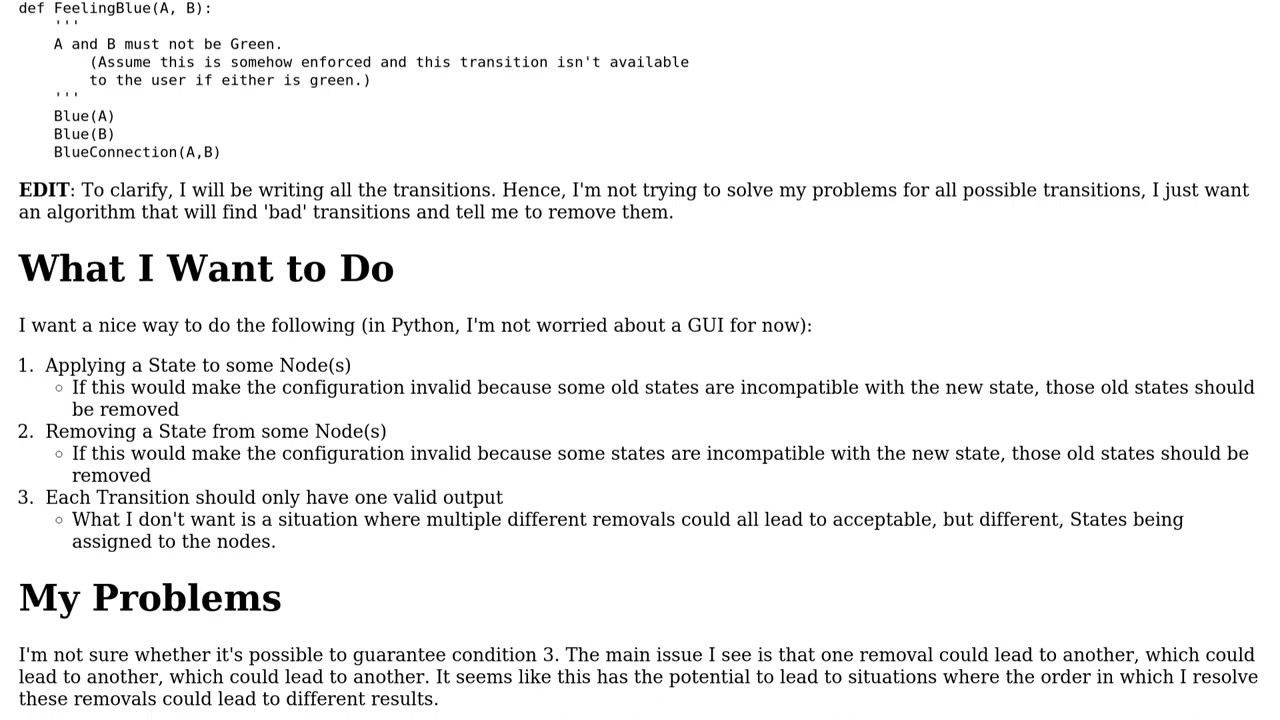 def FeelingBlue(A, B):
'''
A and B must not be Green.
(Assume this is somehow enforced and this transition isn't available
to the user if either is green.)
'''
Blue(A)
Blue(B)
BlueConnection(A,B)
EDIT: To clarify, I will be writing all the transitions. Hence, I'm not trying to solve my problems for all possible transitions, I just want
an algorithm that will find 'bad' transitions and tell me to remove them.
What I Want to Do
I want a nice way to do the following (in Python, I'm not worried about a GUI for now):
1. Applying a State to some Node(s)
◦ If this would make the configuration invalid because some old states are incompatible with the new state, those old states should
be removed
2. Removing a State from some Node(s)
◦ If this would make the configuration invalid because some states are incompatible with the new state, those old states should be
removed
3. Each Transition should only have one valid output
◦ What I don't want is a situation where multiple different removals could all lead to acceptable, but different, States being
assigned to the nodes.
My Problems
I'm not sure whether it's possible to guarantee condition 3. The main issue I see is that one removal could lead to another, which could
lead to another, which could lead to another. It seems like this has the potential to lead to situations where the order in which I resolve
these removals could lead to different results.